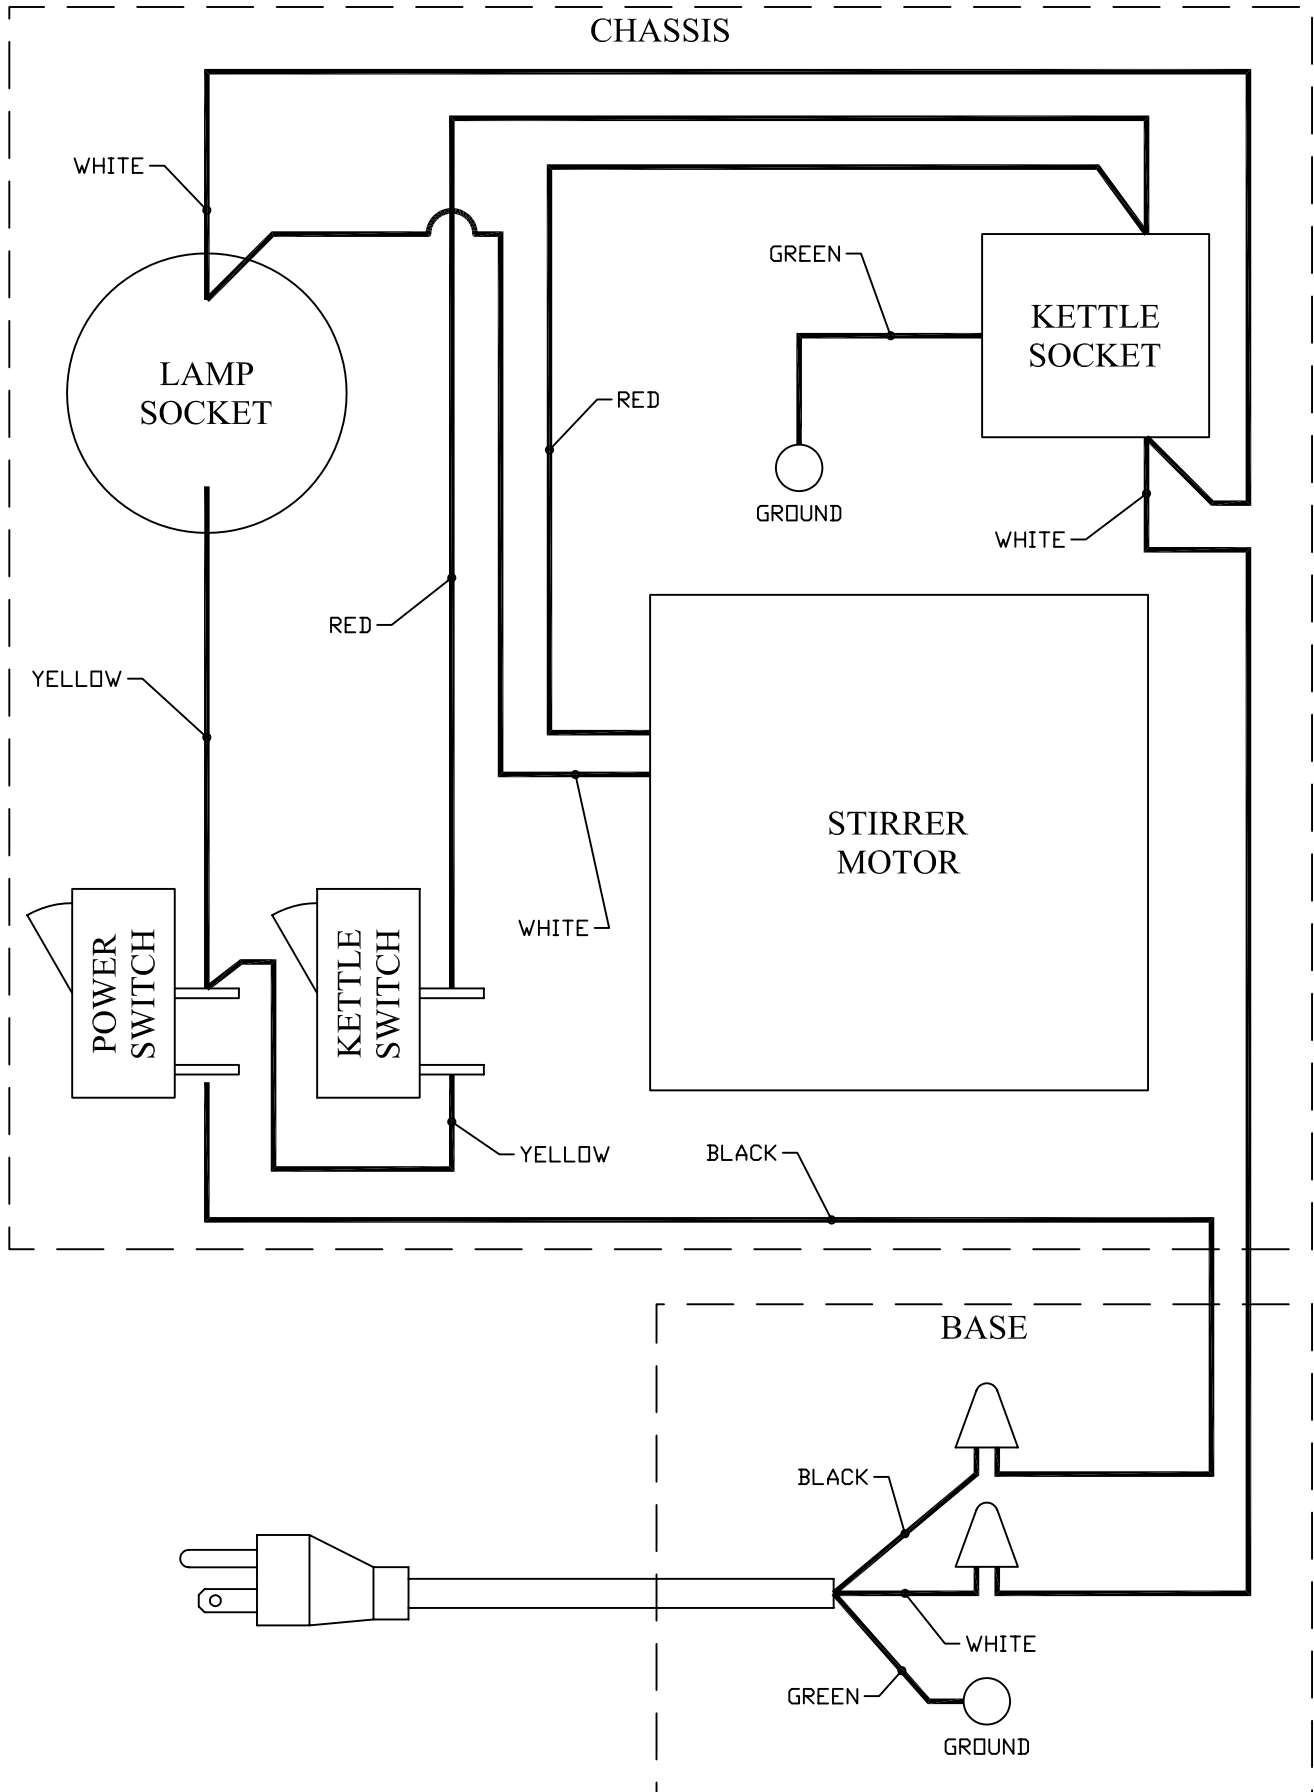 CHASSIS
WHITE
GREEN
KETTLE
SOCKET
LAMP
SOCKET
RED
GROUND
WHITE
RED
YELLOW
STIRRER
MOTOR
WHITE
POWER
SWITCH
KETTLE
SWITCH
YELLOW
BLACK
BASE
BLACK
WHITE
GREEN
GROUND